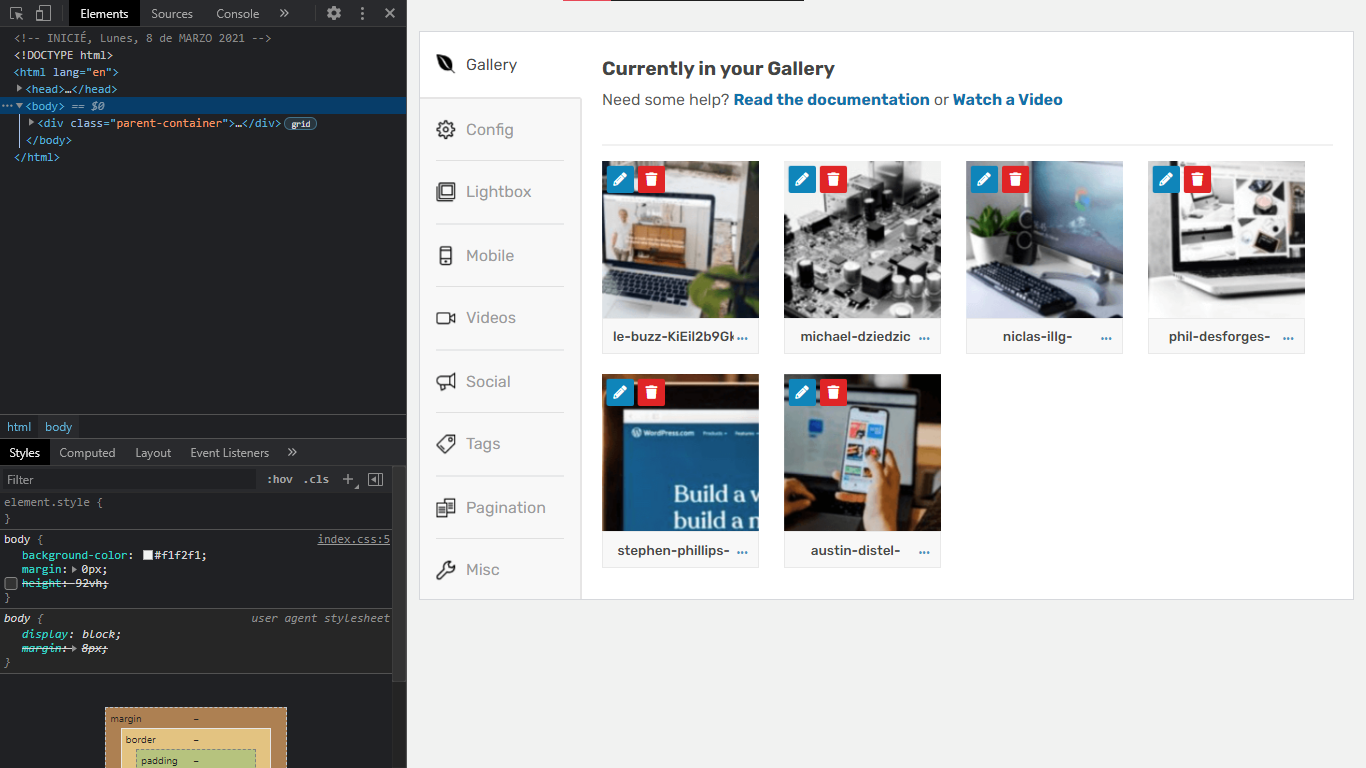 Elements Sources Console »
<!-- INICIÉ, Lunes, 8 de MARZO 2021 -->
<!DOCTYPE html>
<html lang="en">
<head>…</head>
<body> == $0
<div class="parent-container">…</div> grid
</body>
</html>
html body
Styles Computed Layout Event Listeners »
Filter :hov .cls +
element.style {
}
body { index.css:5
background-color: #f1f2f1;
margin: 0px;
height: 92vh;
}
body { user agent stylesheet
display: block;
margin: 8px;
}
margin –
border –
padding –
Gallery
Config
Lightbox
Mobile
Videos
Social
Tags
Pagination
Misc
Currently in your Gallery
Need some help? Read the documentation or Watch a Video
le-buzz-KiEiI2b9Gk ...
michael-dziedzic ...
niclas-illg- ...
phil-desforges- ...
WordPress.com Products Features
Build a w
build a m
stephen-phillips- ...
austin-distel- ...